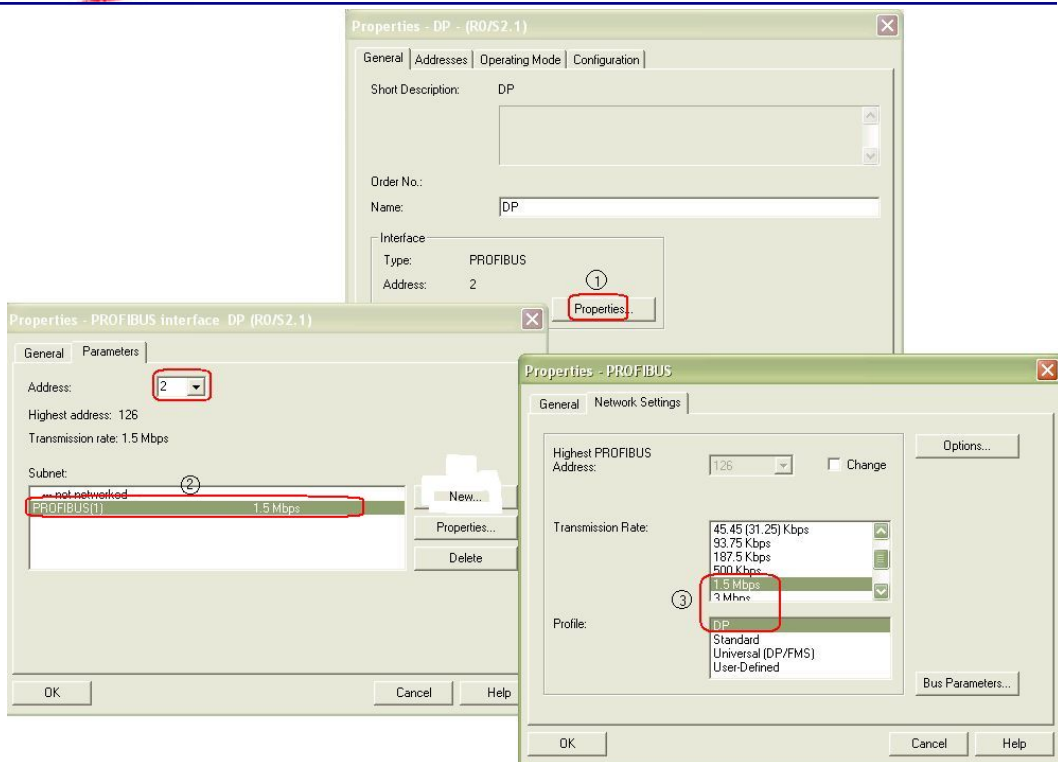 Properties - DP - (R0/S2.1)
General Addresses Operating Mode Configuration
Short Description: DP
Order No.:
Name: DP
Interface
Type: PROFIBUS
Address: 2
1
Properties...
Properties - PROFIBUS interface DP (R0/S2.1)
General Parameters
Address: 2
Highest address: 126
Transmission rate: 1.5 Mbps
Subnet:
2
--- not networked
PROFIBUS(1) 1.5 Mbps
New...
Properties...
Delete
OK Cancel Help
Properties - PROFIBUS
General Network Settings
Highest PROFIBUS
Address: 126 Change
Options...
Transmission Rate:
45.45 (31.25) Kbps
93.75 Kbps
187.5 Kbps
500 Kbps
1.5 Mbps
3 Mbps
3
Profile:
DP
Standard
Universal (DP/FMS)
User-Defined
Bus Parameters...
OK Cancel Help